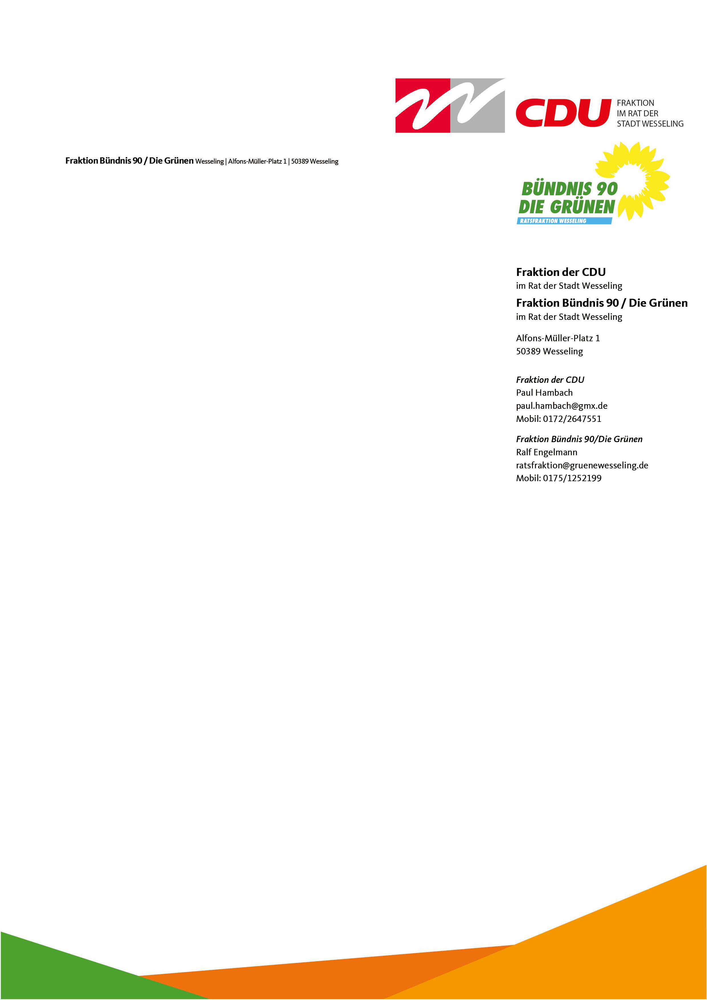 CDU
FRAKTION
IM RAT DER
STADT WESSELING
Fraktion Bündnis 90 / Die Grünen Wesseling | Alfons-Müller-Platz 1 | 50389 Wesseling
BÜNDNIS 90
DIE GRÜNEN
RATSFRAKTION WESSELING
Fraktion der CDU
im Rat der Stadt Wesseling
Fraktion Bündnis 90 / Die Grünen
im Rat der Stadt Wesseling
Alfons-Müller-Platz 1
50389 Wesseling
Fraktion der CDU
Paul Hambach
paul.hambach@gmx.de
Mobil: 0172/2647551
Fraktion Bündnis 90/Die Grünen
Ralf Engelmann
ratsfraktion@gruenewesseling.de
Mobil: 0175/1252199